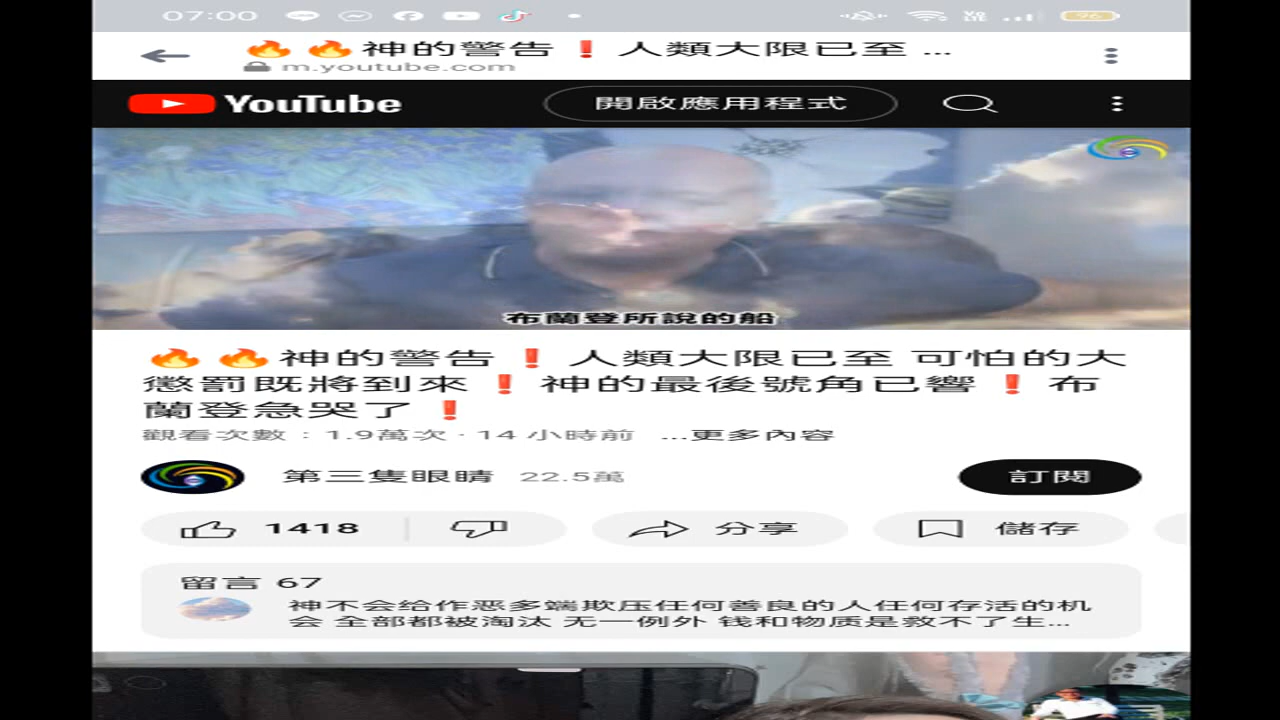 07:00
96
🔥🔥神的警告❗人類大限已至 ...
m.youtube.com
YouTube
開啟應用程式
布蘭登所說的船
🔥🔥神的警告❗人類大限已至 可怕的大
懲罰既將到來❗神的最後號角已響❗布
蘭登急哭了❗
觀看次數：1.9萬次 · 14 小時前 ...更多內容
第三隻眼睛 22.5萬
訂閱
1418
分享
儲存
留言 67
神不会给作恶多端欺压任何善良的人任何存活的机
会 全部都被淘汰 无一例外 钱和物质是救不了生...